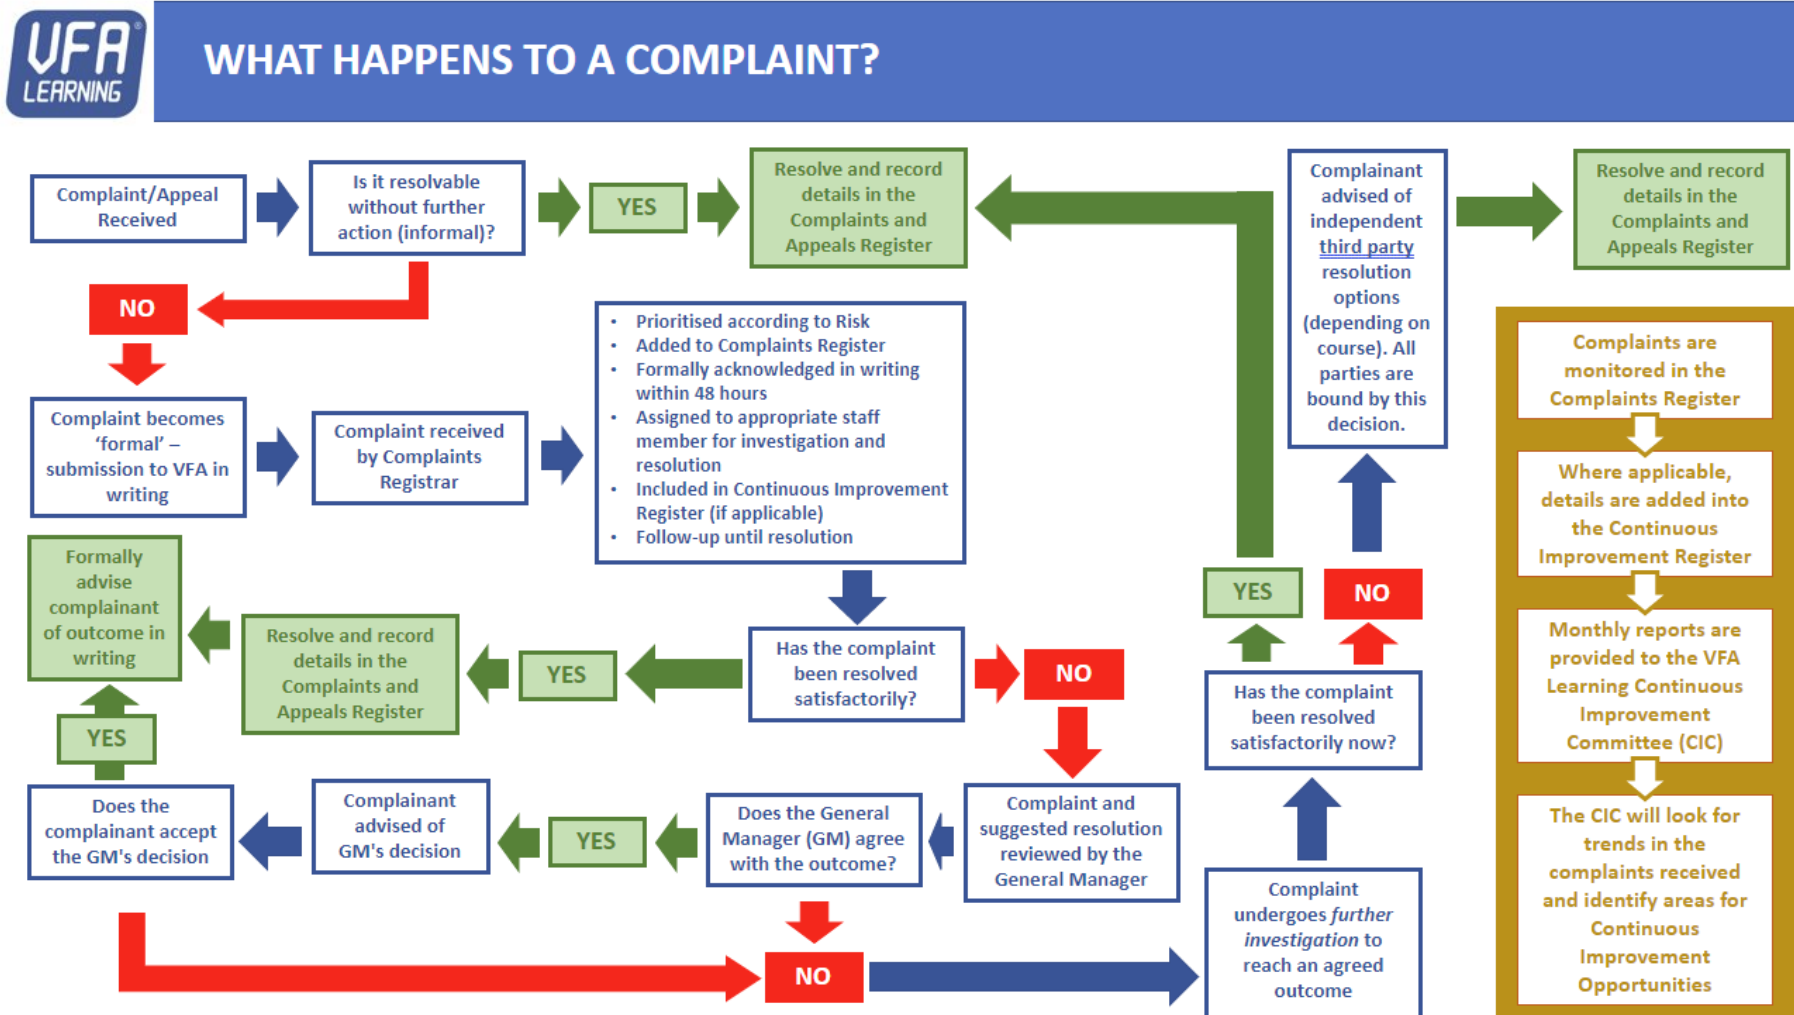 VFA
LEARNING
®
WHAT HAPPENS TO A COMPLAINT?
Complaint/Appeal
Received
Is it resolvable
without further
action (informal)?
YES
Resolve and record
details in the
Complaints and
Appeals Register
NO
Complaint becomes
‘formal’ –
submission to VFA in
writing
Complaint received
by Complaints
Registrar
• Prioritised according to Risk
• Added to Complaints Register
• Formally acknowledged in writing
within 48 hours
• Assigned to appropriate staff
member for investigation and
resolution
• Included in Continuous Improvement
Register (if applicable)
• Follow-up until resolution
Has the complaint
been resolved
satisfactorily?
YES
Resolve and record
details in the
Complaints and
Appeals Register
Formally
advise
complainant
of outcome in
writing
NO
Complaint and
suggested resolution
reviewed by the
General Manager
Does the General
Manager (GM) agree
with the outcome?
YES
Complainant
advised of
GM's decision
Does the
complainant accept
the GM's decision
YES
NO
Complaint
undergoes further
investigation to
reach an agreed
outcome
Has the complaint
been resolved
satisfactorily now?
YES
NO
Complainant
advised of
independent
third party
resolution
options
(depending on
course). All
parties are
bound by this
decision.
Resolve and record
details in the
Complaints and
Appeals Register
Complaints are
monitored in the
Complaints Register
Where applicable,
details are added into
the Continuous
Improvement Register
Monthly reports are
provided to the VFA
Learning Continuous
Improvement
Committee (CIC)
The CIC will look for
trends in the
complaints received
and identify areas for
Continuous
Improvement
Opportunities